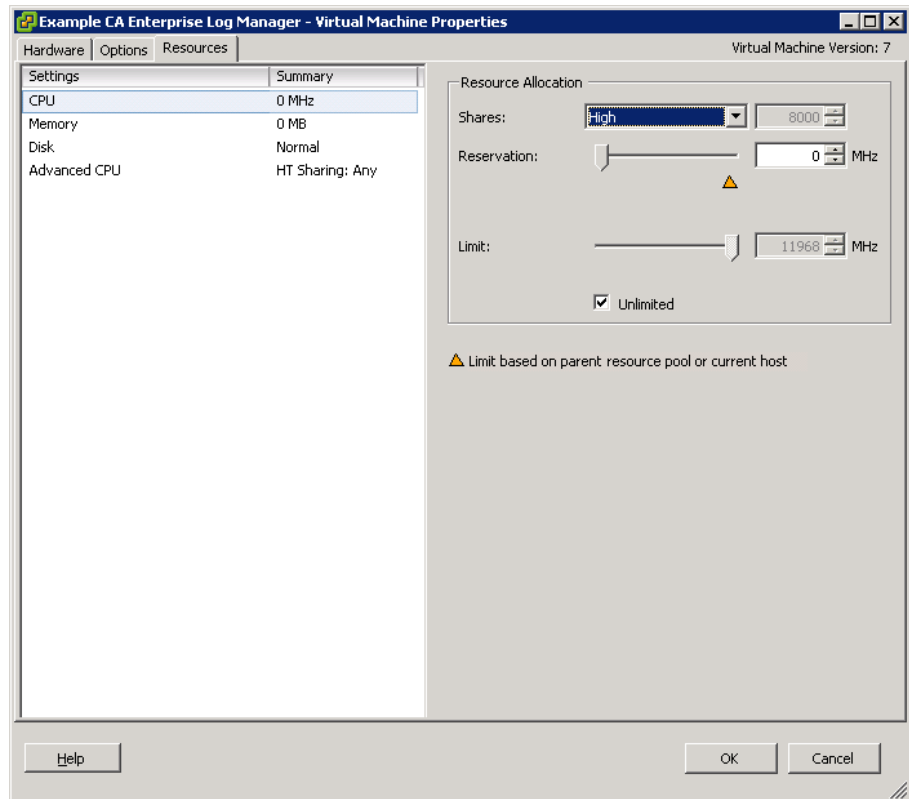 Example CA Enterprise Log Manager - Virtual Machine Properties
Hardware Options Resources Virtual Machine Version: 7
Settings Summary
CPU 0 MHz
Memory 0 MB
Disk Normal
Advanced CPU HT Sharing: Any
Resource Allocation
Shares: High 8000
Reservation: 0 MHz
Limit: 11968 MHz
Unlimited
Limit based on parent resource pool or current host
Help OK Cancel